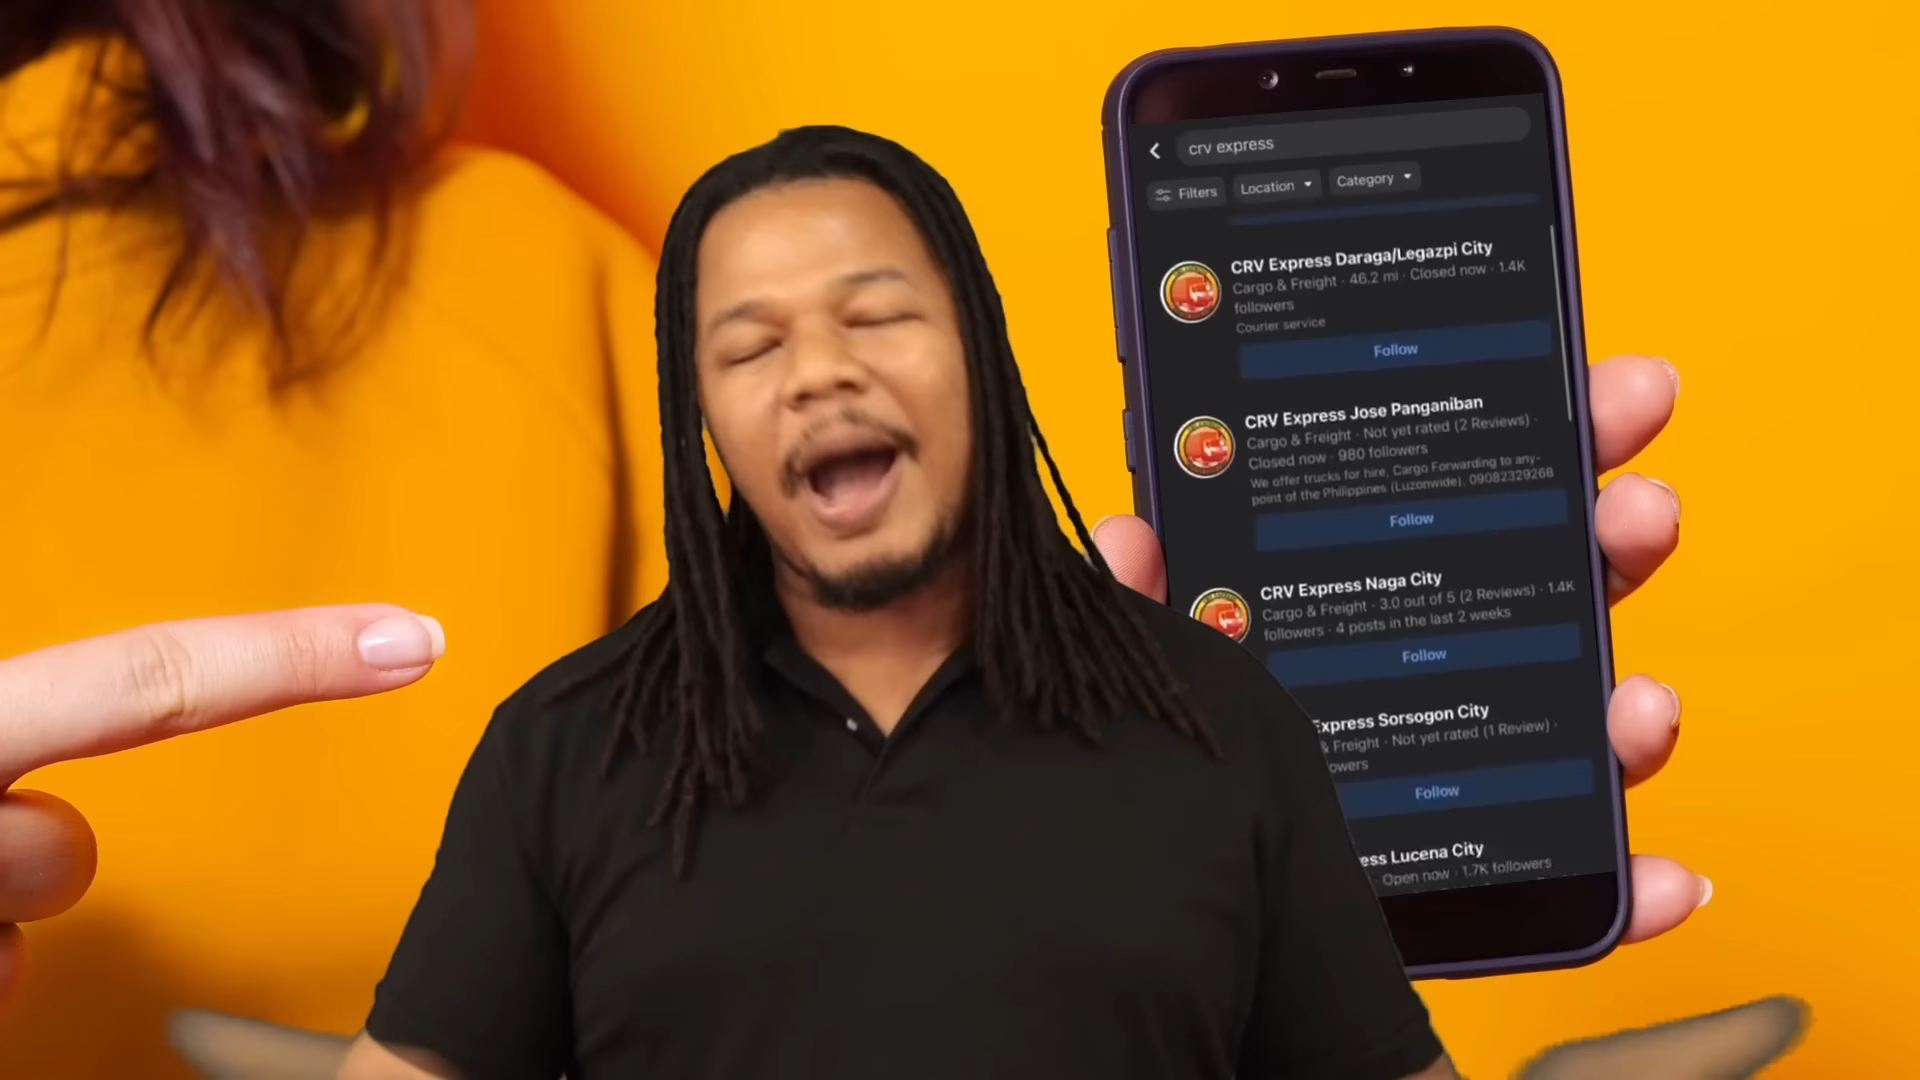 crv express
Filters
Location
Category
CRV Express Daraga/Legazpi City
Cargo & Freight · 46.2 mi · Closed now · 1.4K
followers
Courier service
Follow
CRV Express Jose Panganiban
Cargo & Freight · Not yet rated (2 Reviews) ·
Closed now · 980 followers
We offer trucks for hire, Cargo Forwarding to any-
point of the Philippines (Luzonwide). 09082329268
Follow
CRV Express Naga City
Cargo & Freight · 3.0 out of 5 (2 Reviews) · 1.4K
followers · 4 posts in the last 2 weeks
Follow
Express Sorsogon City
& Freight · Not yet rated (1 Review) ·
owers
Follow
ess Lucena City
· Open now · 1.7K followers